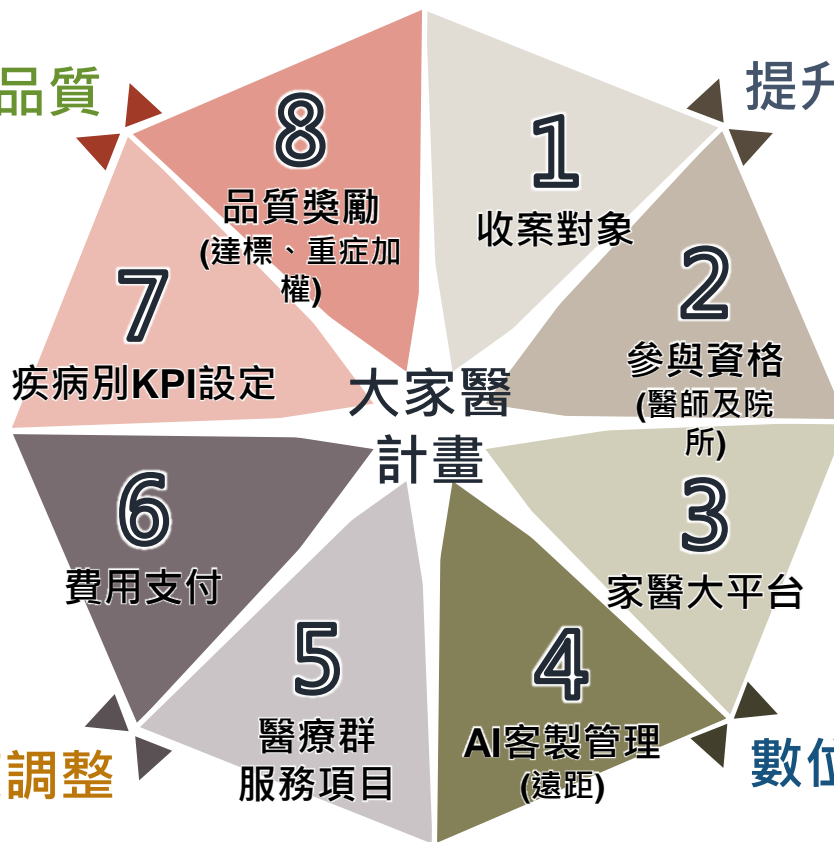 品質
提升
8
品質獎勵
(達標、重症加
權)
1
收案對象
7
疾病別KPI設定
2
參與資格
(醫師及院
所)
大家醫
計畫
6
費用支付
3
家醫大平台
5
醫療群
服務項目
4
AI客製管理
(遠距)
調整
數位